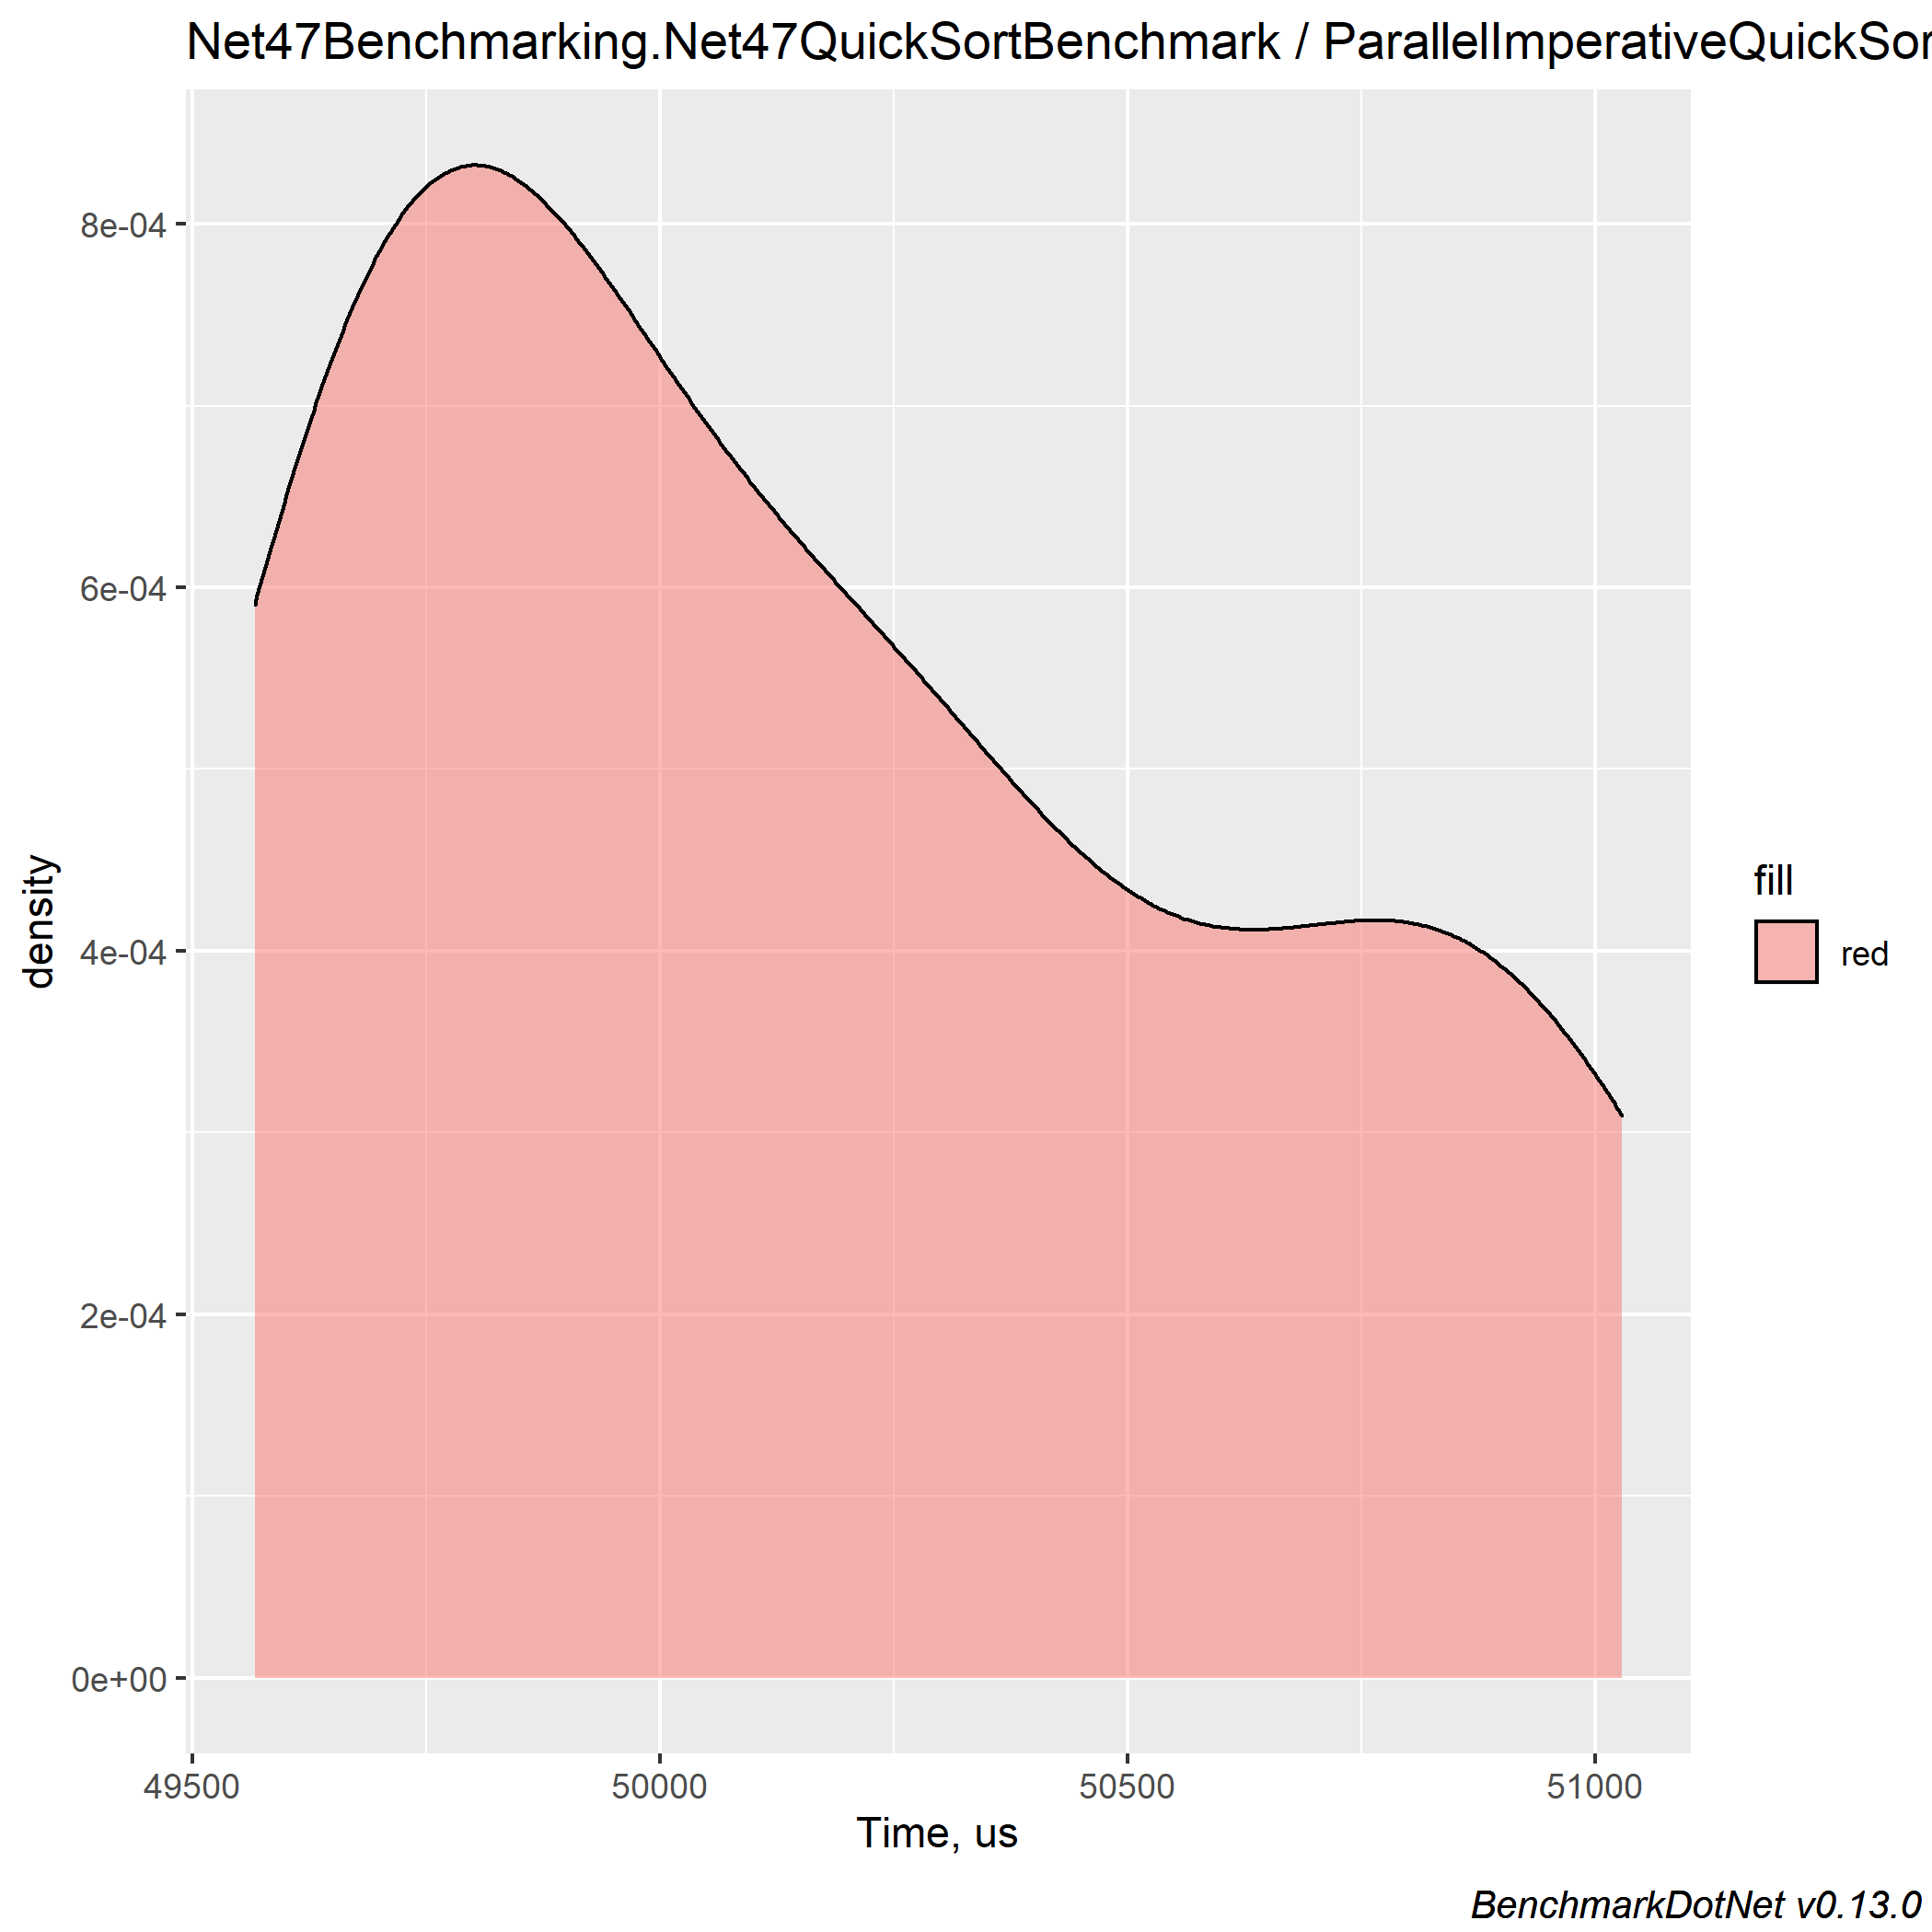 Net47Benchmarking.Net47QuickSortBenchmark / ParallelImperativeQuickSor
8e-04
6e-04
4e-04
2e-04
0e+00
density
49500 50000 50500 51000
Time, us
fill
red
BenchmarkDotNet v0.13.0